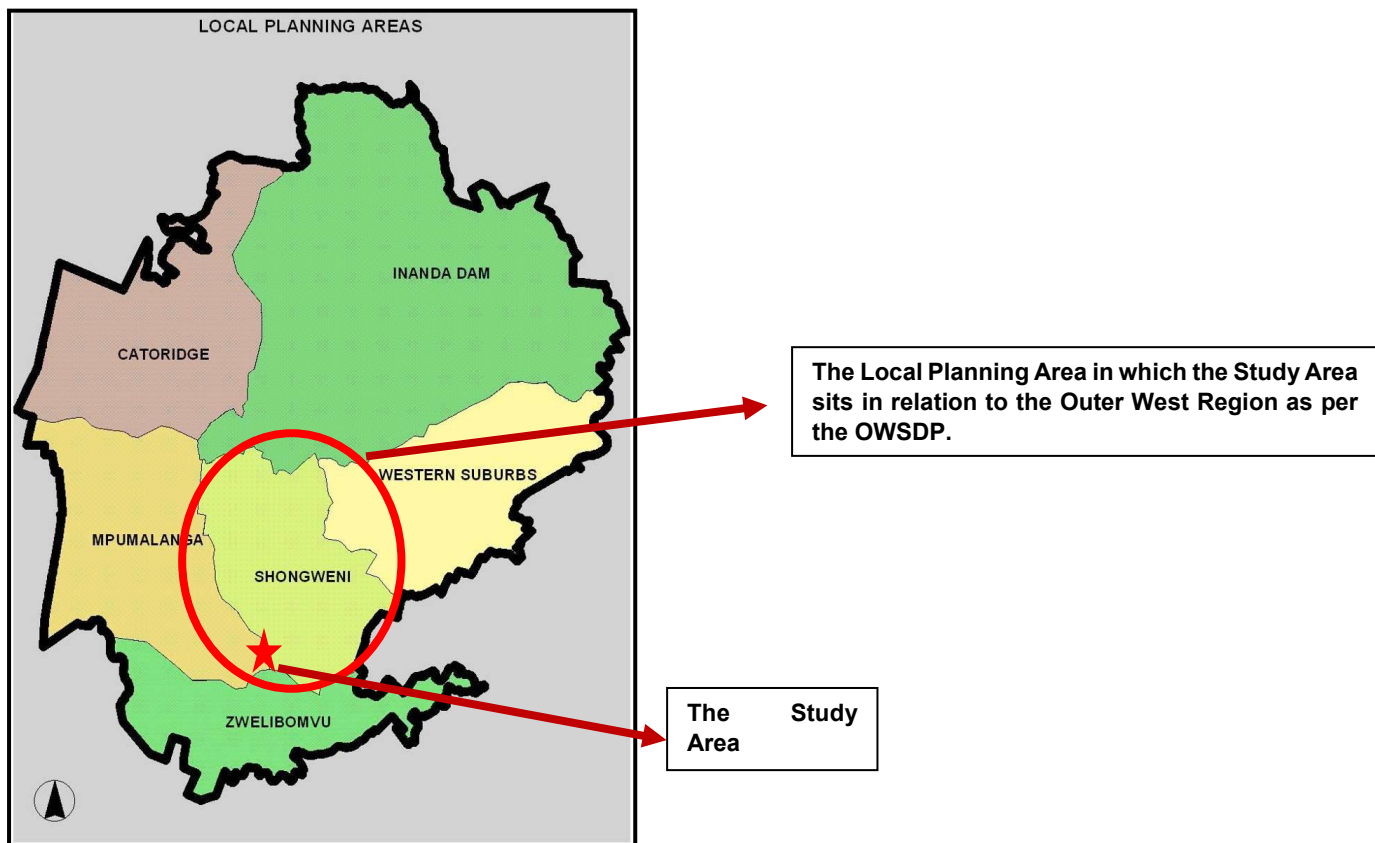 LOCAL PLANNING AREAS
INANDA DAM
CATORIDGE
The Local Planning Area in which the Study Area
sits in relation to the Outer West Region as per
the OWSDP.
WESTERN SUBURBS
MPUMALANGA
SHONGWENI
The Study
Area
ZWELIBOMVU